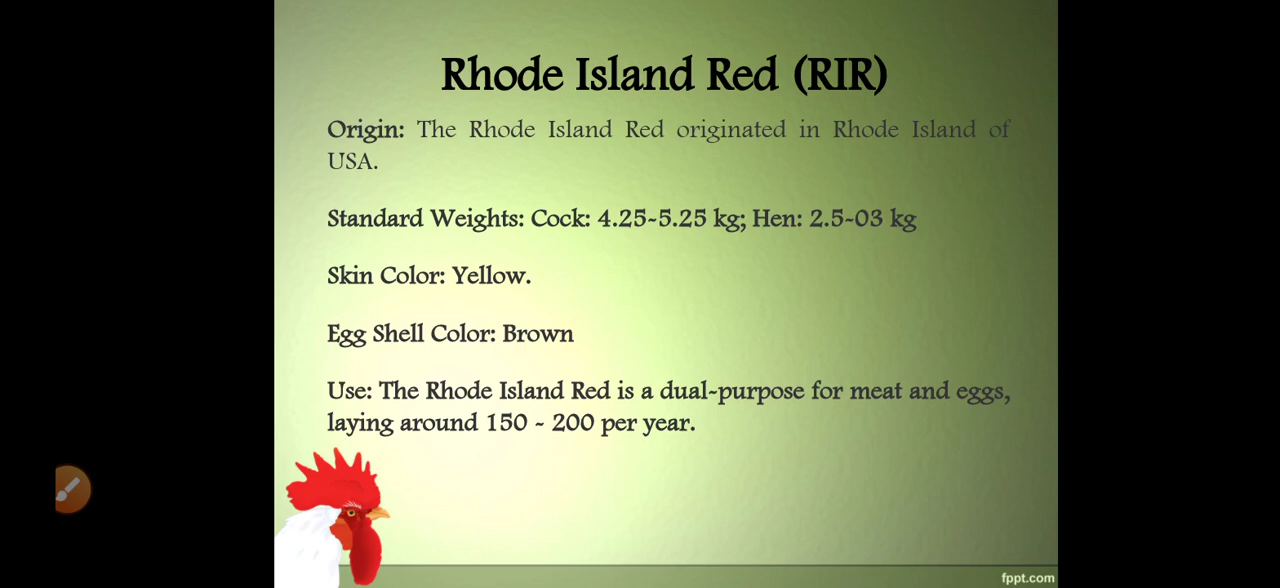 Rhode Island Red (RIR)
Origin: The Rhode Island Red originated in Rhode Island of
USA.
Standard Weights: Cock: 4.25-5.25 kg; Hen: 2.5-03 kg
Skin Color: Yellow.
Egg Shell Color: Brown
Use: The Rhode Island Red is a dual-purpose for meat and eggs,
laying around 150 - 200 per year.
fppt.com